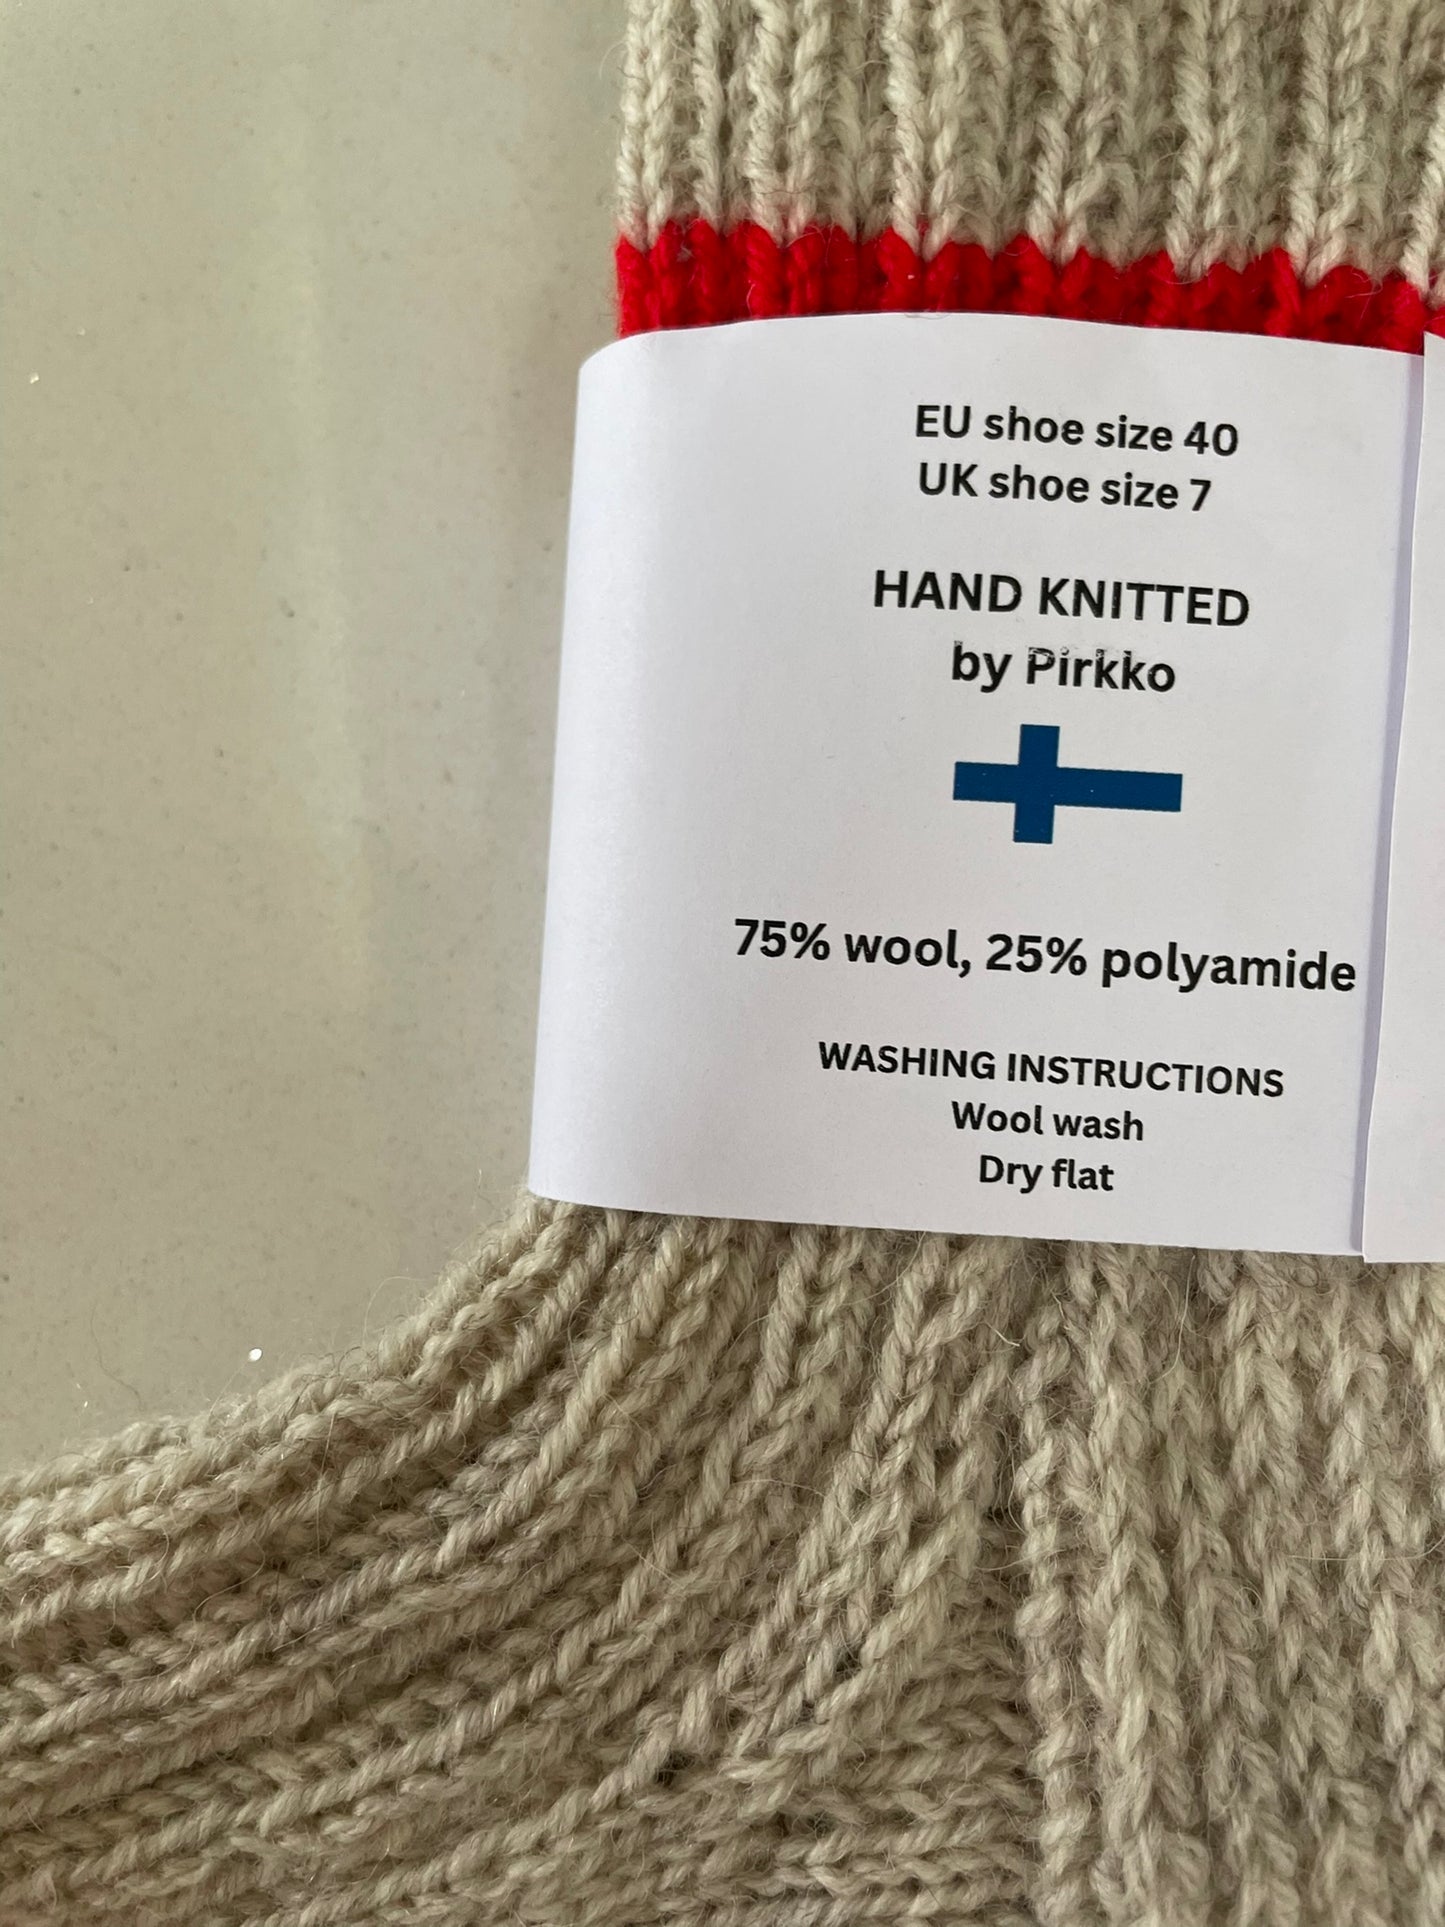 EU shoe size 40
UK shoe size 7
HAND KNITTED
by Pirkko
75% wool, 25% polyamide
WASHING INSTRUCTIONS
Wool wash
Dry flat